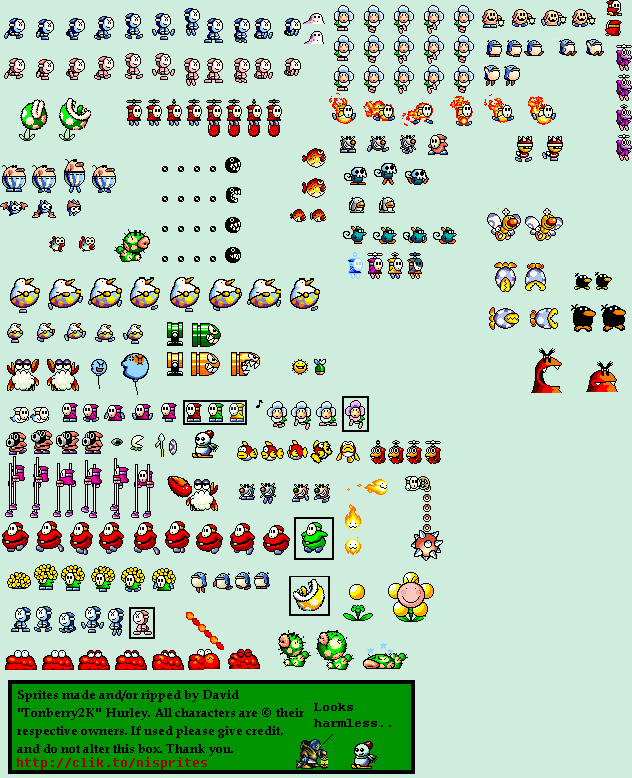 Sprites made and/or ripped by David
"Tonberry2K" Hurley. All characters are © their
respective owners. If used please give credit,
and do not alter this box. Thank you.
http://clik.to/nisprites
Looks
harmless..